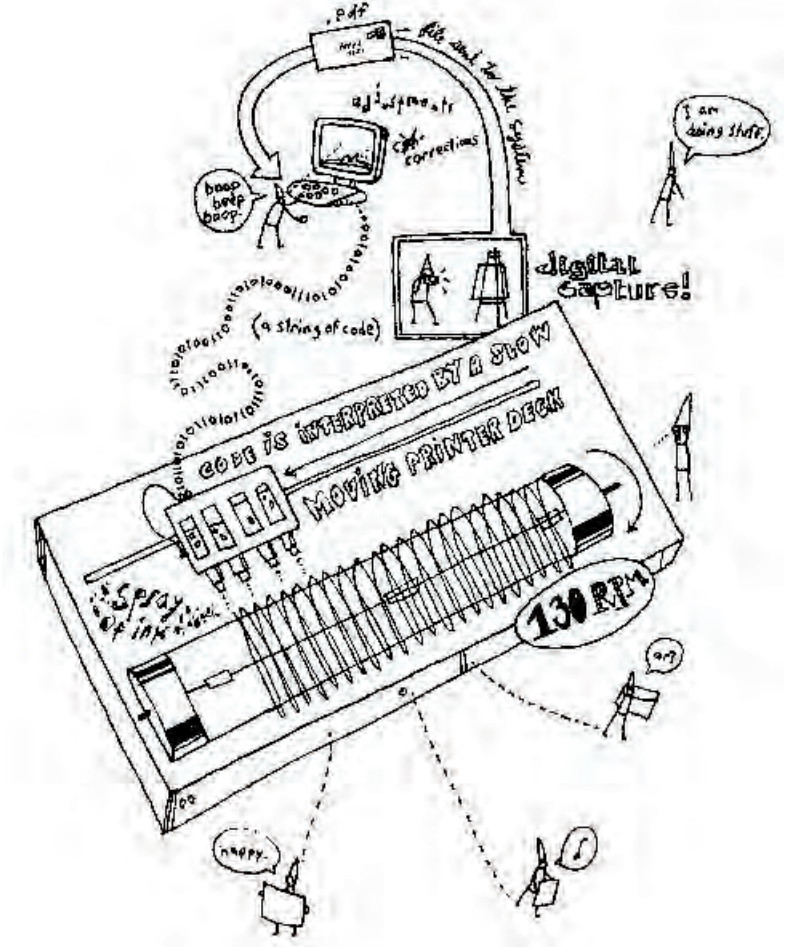 .pdf
file sent to the system
adjustments
corrections
I am
doing stuff.
boop
beep
boop.
digital
capture!
(a string of code)
CODE IS INTERPRETED BY A SLOW
MOVING PRINTER DECK
Spray
of ink
130 RPM
art
happy.